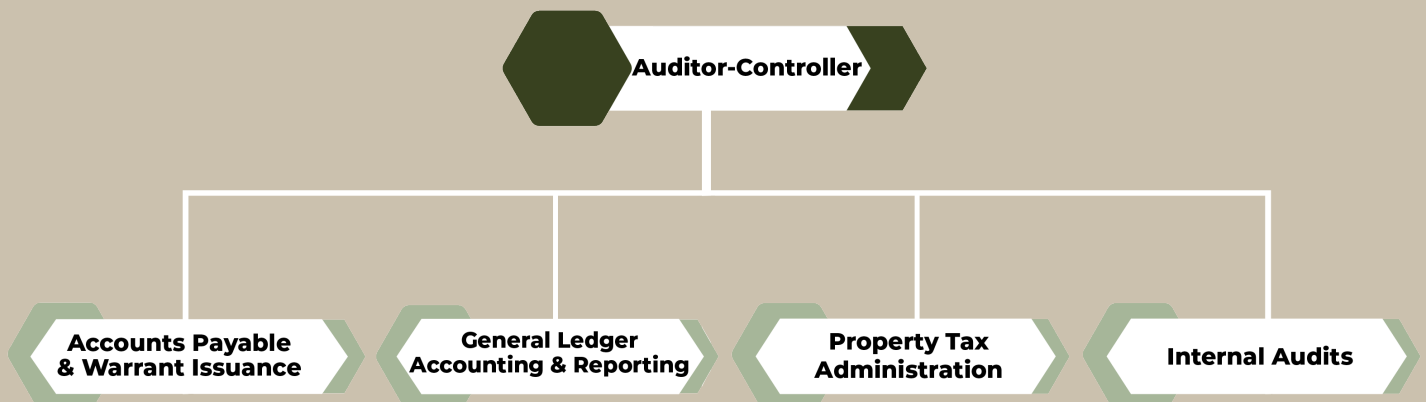 Auditor-Controller
Accounts Payable
& Warrant Issuance
General Ledger
Accounting & Reporting
Property Tax
Administration
Internal Audits